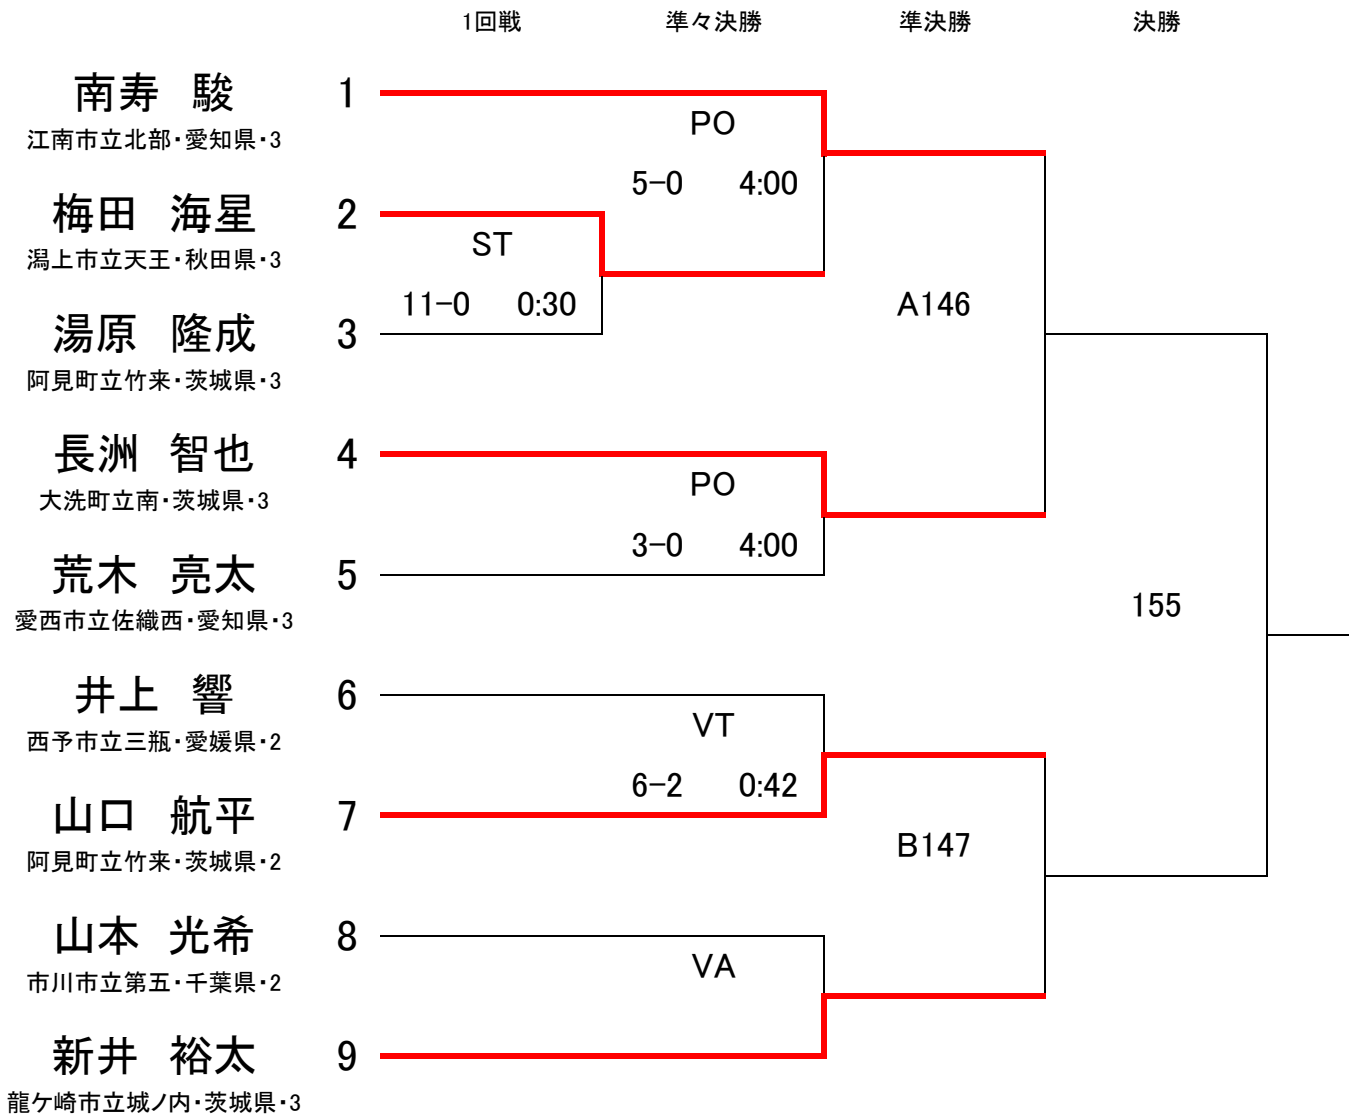 1回戦 準々決勝 準決勝 決勝
南寿 駿 1
江南市立北部・愛知県・3
PO
5-0 4:00
梅田 海星 2
潟上市立天王・秋田県・3
ST
11-0 0:30
湯原 隆成 3
阿見町立竹来・茨城県・3
A146
長洲 智也 4
大洗町立南・茨城県・3
PO
3-0 4:00
荒木 亮太 5
愛西市立佐織西・愛知県・3
155
井上 響 6
西予市立三瓶・愛媛県・2
VT
6-2 0:42
山口 航平 7
阿見町立竹来・茨城県・2
B147
山本 光希 8
市川市立第五・千葉県・2
VA
新井 裕太 9
龍ケ崎市立城ノ内・茨城県・3